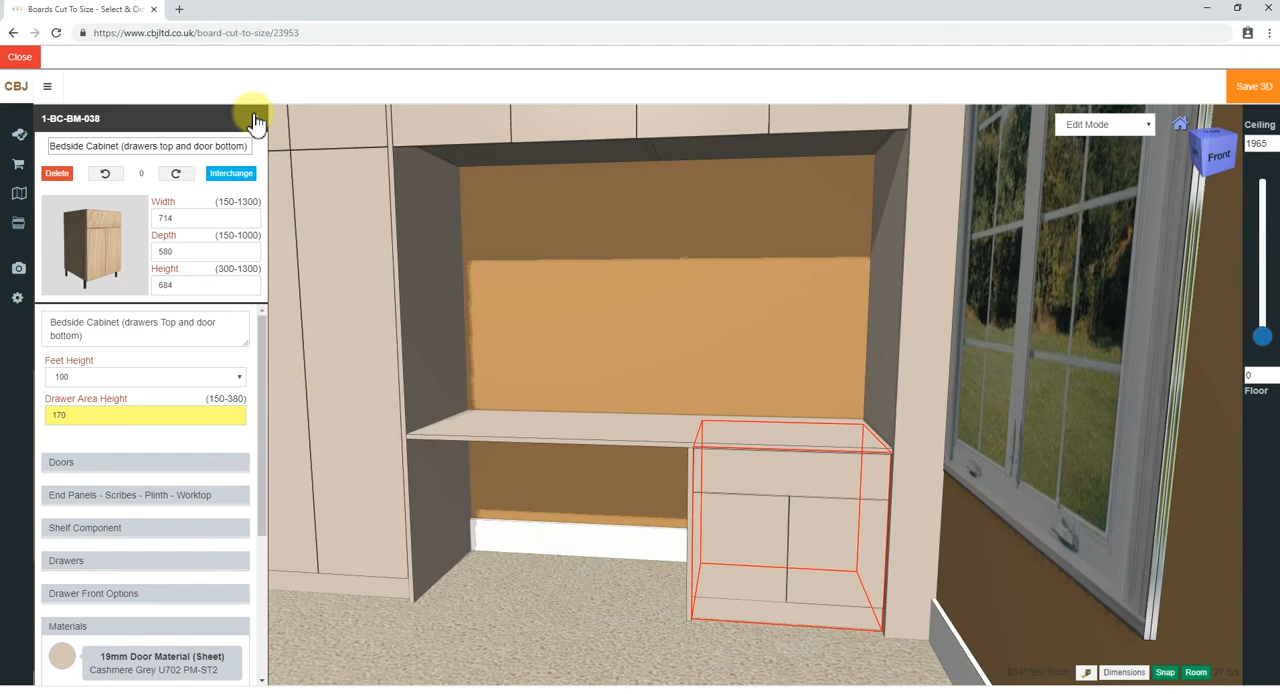 Boards Cut To Size - Select & Or
https://www.cbjltd.co.uk/board-cut-to-size/23953
Close
CBJ
Save 3D
1-BC-BM-038
Bedside Cabinet (drawers top and door bottom)
Delete
0
Interchange
Width (150-1300)
714
Depth (150-1000)
580
Height (300-1300)
684
Bedside Cabinet (drawers Top and door
bottom)
Feet Height
100
Drawer Area Height (150-380)
170
Doors
End Panels - Scribes - Plinth - Worktop
Shelf Component
Drawers
Drawer Front Options
Materials
19mm Door Material (Sheet)
Cashmere Grey U702 PM-ST2
Edit Mode
Front
Ceiling
1965
0
Floor
Dimensions
Snap
Room